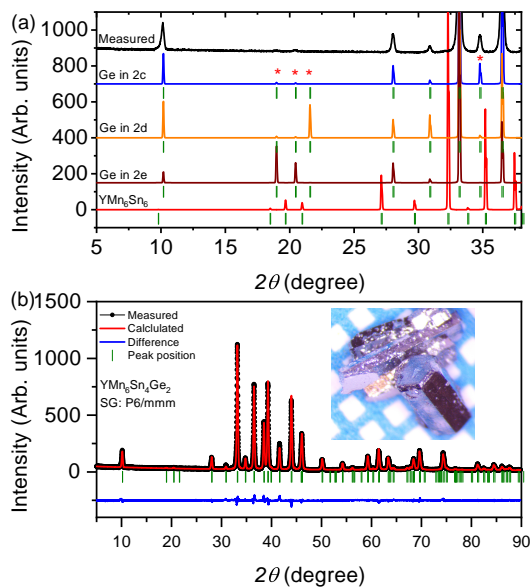 (a)
Intensity (Arb. units)
1000
800
600
400
200
0
Measured
Ge in 2c
* * * *
Ge in 2d
Ge in 2e
YMn6Sn6
5 10 15 20 25 30 35
2θ (degree)
(b)
Intensity (Arb. units)
1500
1000
500
0
Measured
Calclulated
Difference
Peak position
YMn6Sn4Ge2
SG: P6/mmm
10 20 30 40 50 60 70 80 90
2θ (degree)